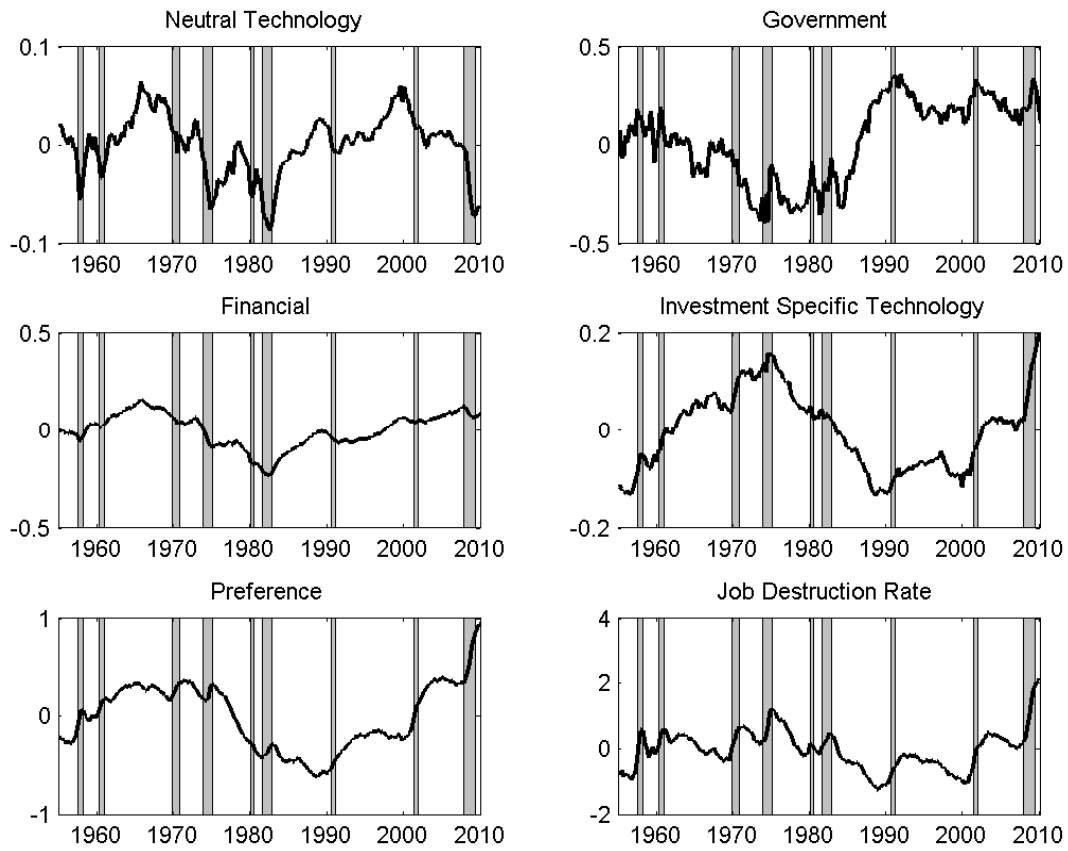 Neutral Technology
0.1
0
-0.1
1960 1970 1980 1990 2000 2010
Government
0.5
0
-0.5
1960 1970 1980 1990 2000 2010
Financial
0.5
0
-0.5
1960 1970 1980 1990 2000 2010
Investment Specific Technology
0.2
0
-0.2
1960 1970 1980 1990 2000 2010
Preference
1
0
-1
1960 1970 1980 1990 2000 2010
Job Destruction Rate
4
2
0
-2
1960 1970 1980 1990 2000 2010